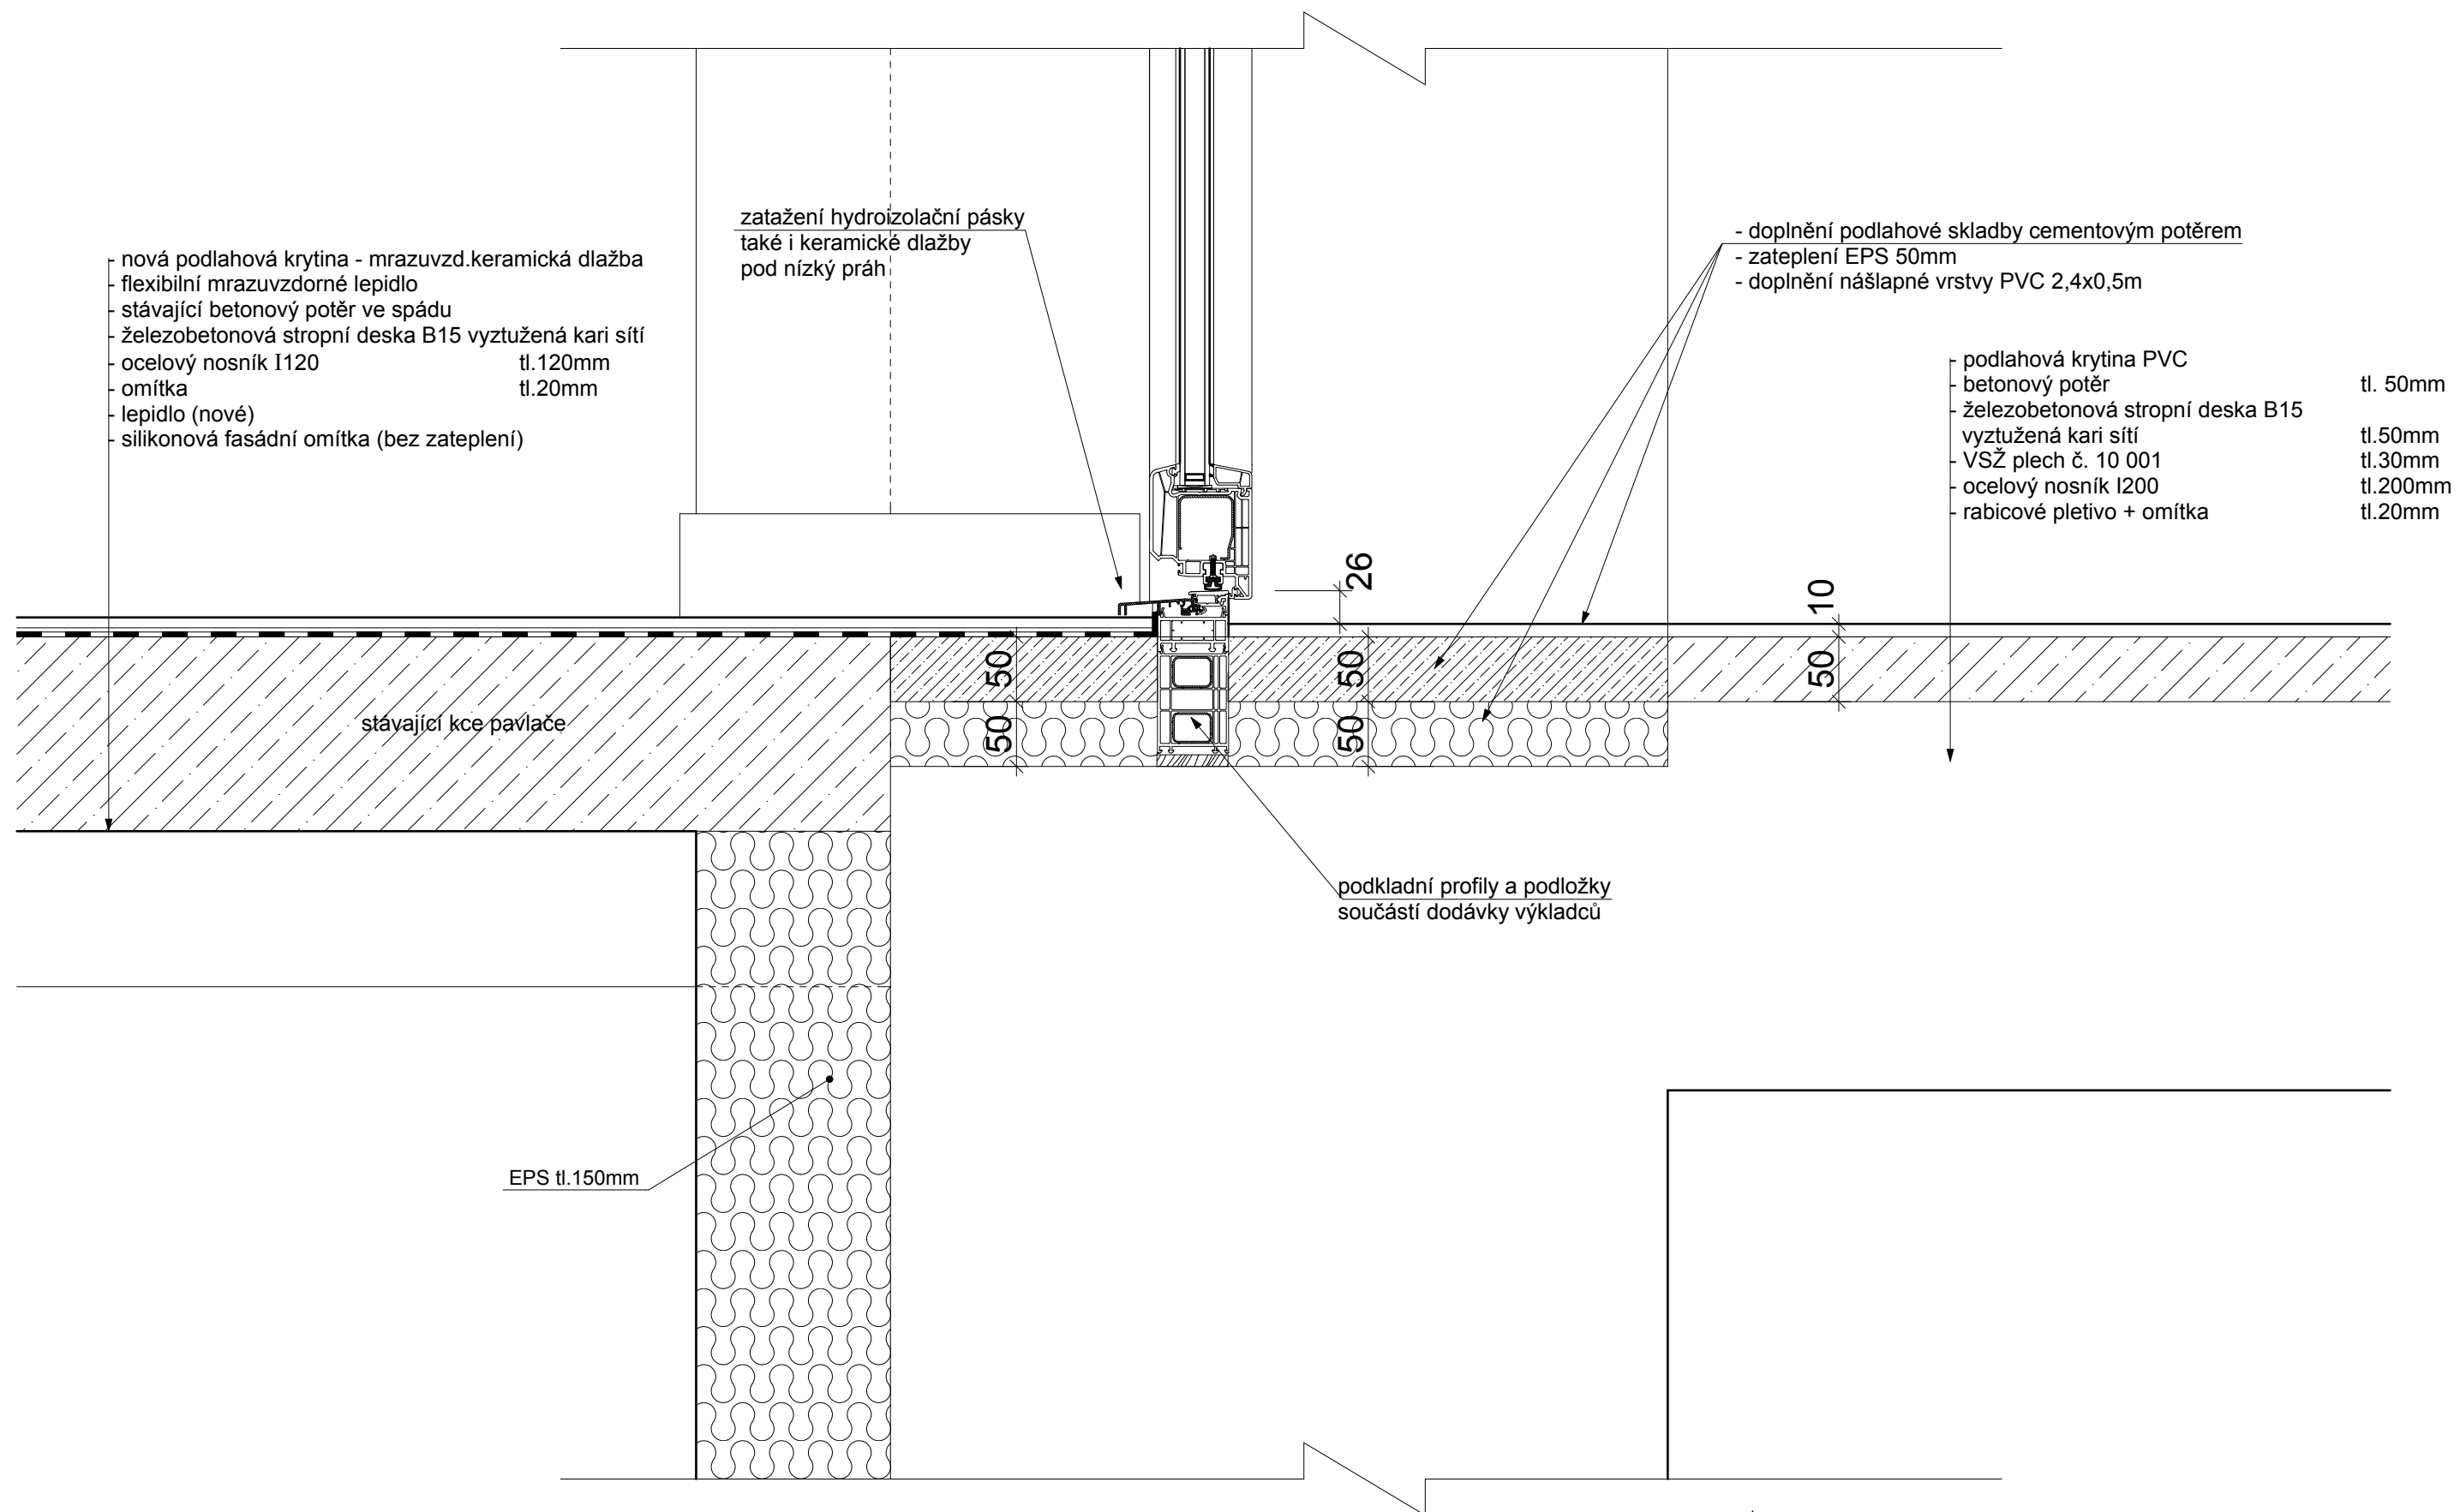 zatažení hydroizolační pásky
také i keramické dlažby
pod nízký práh
- nová podlahová krytina - mrazuvzd.keramická dlažba
- flexibilní mrazuvzdorné lepidlo
- stávající betonový potěr ve spádu
- železobetonová stropní deska B15 vyztužená kari sítí
- ocelový nosník I120 tl.120mm
- omítka tl.20mm
- lepidlo (nové)
- silikonová fasádní omítka (bez zateplení)
- doplnění podlahové skladby cementovým potěrem
- zateplení EPS 50mm
- doplnění nášlapné vrstvy PVC 2,4x0,5m
- podlahová krytina PVC
- betonový potěr tl. 50mm
- železobetonová stropní deska B15
vyztužená kari sítí tl.50mm
- VSŽ plech č. 10 001 tl.30mm
- ocelový nosník I200 tl.200mm
- rabicové pletivo + omítka tl.20mm
26
10
50
50
50
stávající kce pavlače
50
50
podkladní profily a podložky
součástí dodávky výkladců
EPS tl.150mm